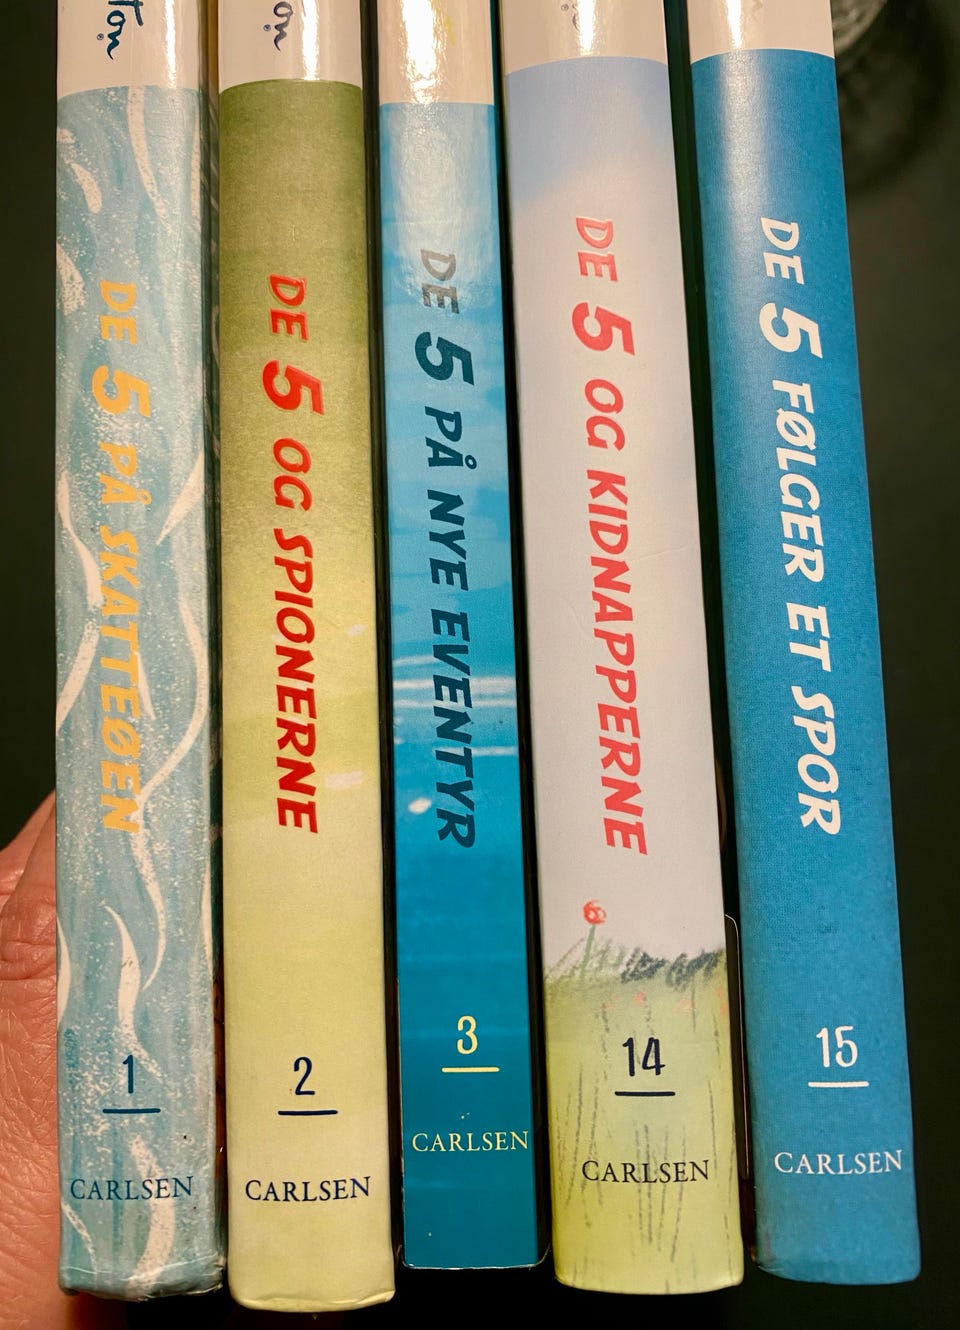 DE 5 PÅ SKATTEØEN
1
CARLSEN
DE 5 OG SPIONERNE
2
CARLSEN
DE 5 PÅ NYE EVENTYR
3
CARLSEN
DE 5 OG KIDNAPPERNE
14
CARLSEN
DE 5 FØLGER ET SPOR
15
CARLSEN